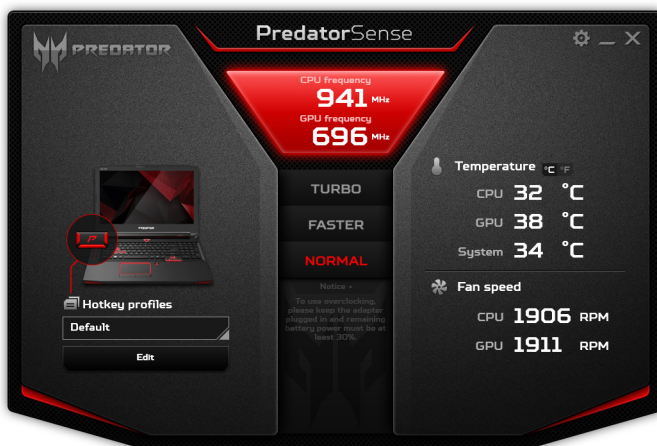 PREDATOR
PredatorSense
CPU frequency
941 MHz
GPU frequency
696 MHz
TURBO
FASTER
NORMAL
Notice -
To use overclocking,
please keep the adapter
plugged in and remaining
battery power must be at
least 30%.
Hotkey profiles
Default
Edit
Temperature °C °F
CPU 32 °C
GPU 38 °C
System 34 °C
Fan speed
CPU 1906 RPM
GPU 1911 RPM